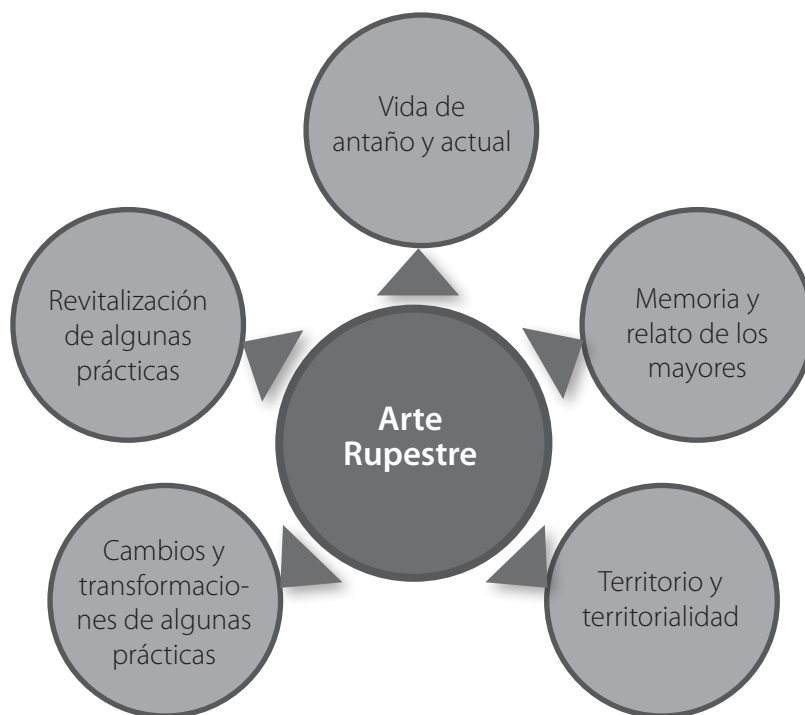 Vida de
antaño y actual
Revitalización
de algunas
prácticas
Memoria y
relato de los
mayores
Arte
Rupestre
Cambios y
transformacio-
nes de algunas
prácticas
Territorio y
territorialidad